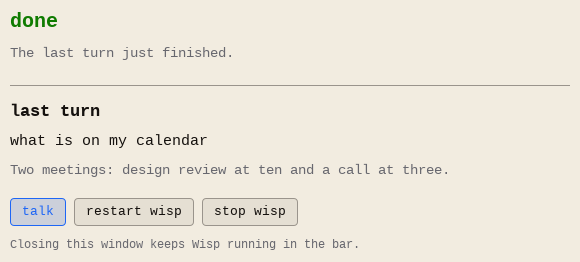 done
The last turn just finished.
last turn
what is on my calendar
Two meetings: design review at ten and a call at three.
talk restart wisp stop wisp
Closing this window keeps Wisp running in the bar.